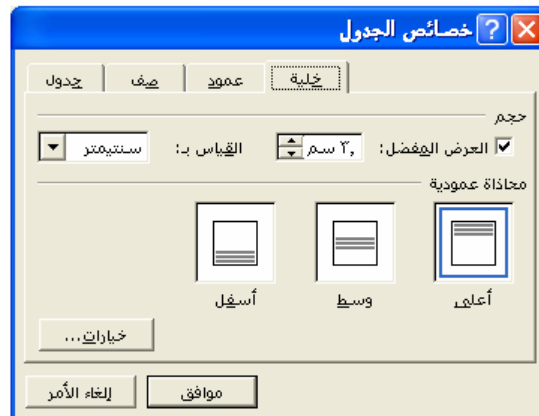 خصائص الجدول
جدول صف عمود خلية
حجم
العرض المفضل: ٣, سم القياس بـ: سنتيمتر
محاذاة عمودية
أعلى وسط أسفل
خيارات...
موافق إلغاء الأمر